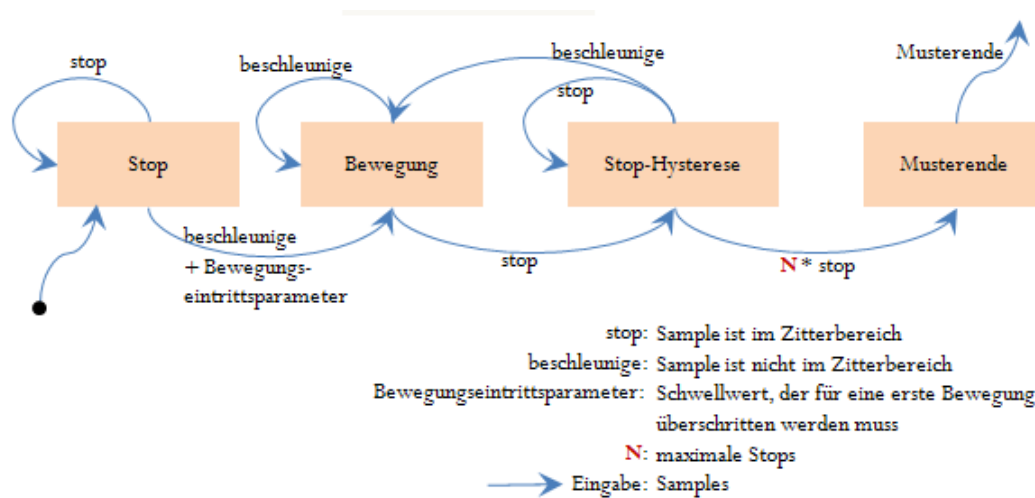 stop
beschleunige
beschleunige
stop
Musterende
Stop
Bewegung
Stop-Hysterese
Musterende
beschleunige
+ Bewegungs-
eintrittsparameter
stop
N * stop
stop: Sample ist im Zitterbereich
beschleunige: Sample ist nicht im Zitterbereich
Bewegungseintrittsparameter: Schwellwert, der für eine erste Bewegung
überschritten werden muss
N: maximale Stops
Eingabe: Samples